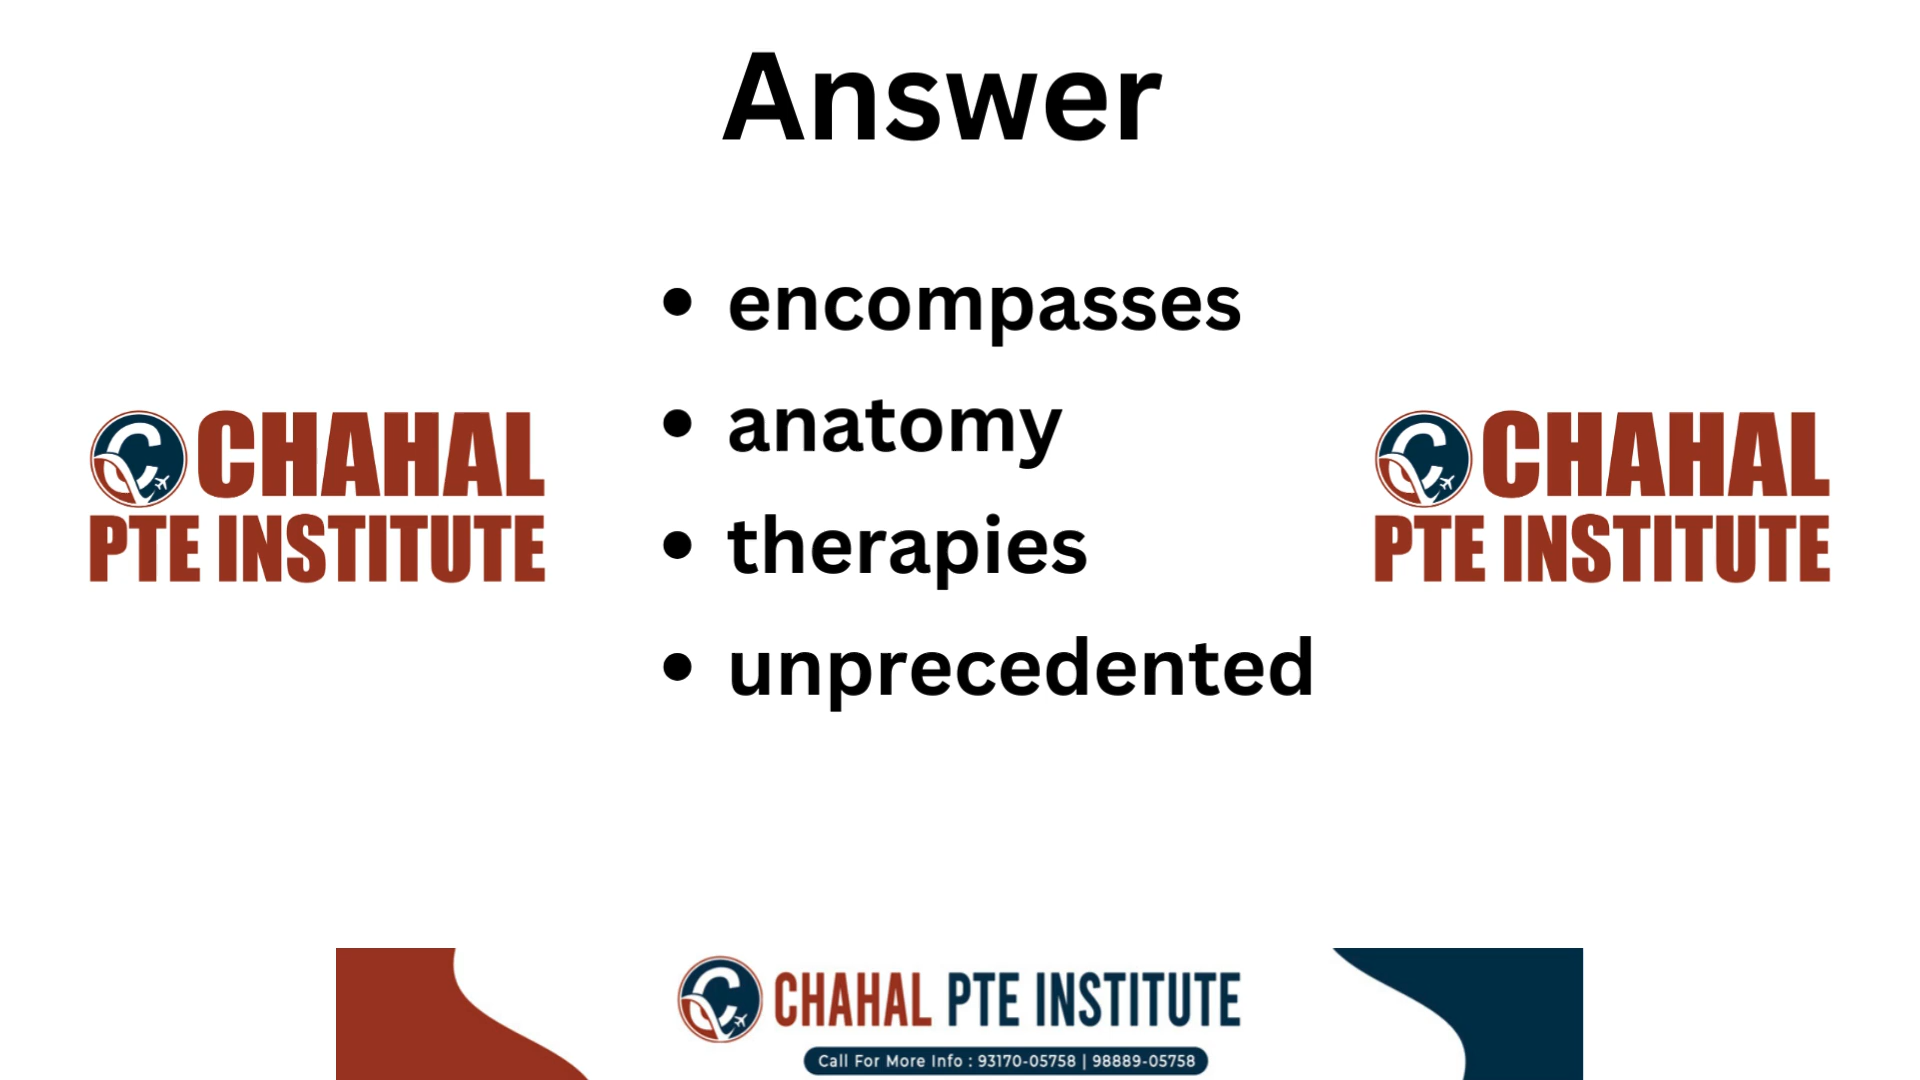 Answer
• encompasses
• anatomy
• therapies
• unprecedented
CHAHAL
PTE INSTITUTE
CHAHAL
PTE INSTITUTE
CHAHAL PTE INSTITUTE
Call For More Info : 93170-05758 | 98889-05758